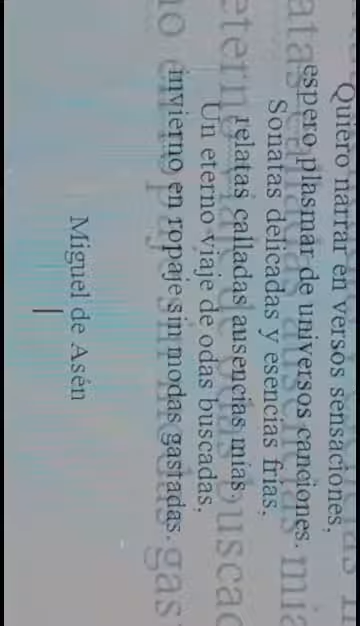 Quiero narrar en versos sensaciones,
espero plasmar de universos canciones.
Sonatas delicadas y esencias frías,
relatas calladas ausencias mías,
Un eterno viaje de odas buscadas,
invierno en ropaje sin modas gastadas.
Miguel de Asén